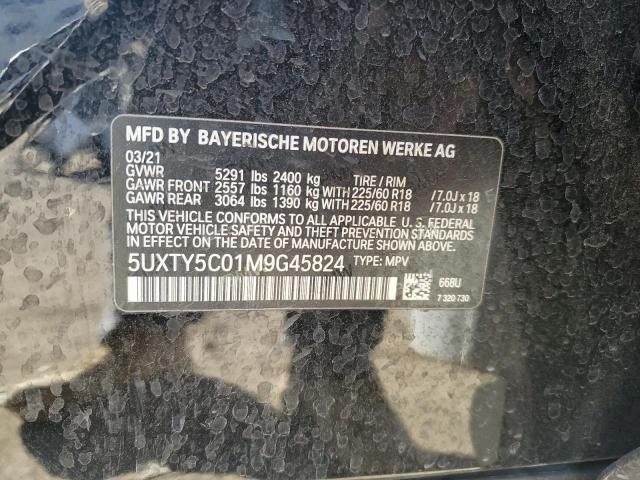 MFD BY BAYERISCHE MOTOREN WERKE AG
03/21
GVWR 5291 lbs 2400 kg TIRE / RIM
GAWR FRONT 2557 lbs 1160 kg WITH 225/60 R18 /7.0J x 18
GAWR REAR 3064 lbs 1390 kg WITH 225/60 R18 /7.0J x 18
THIS VEHICLE CONFORMS TO ALL APPLICABLE U. S. FEDERAL
MOTOR VEHICLE SAFETY AND THEFT PREVENTION STANDARDS
IN EFFECT ON THE DATE OF MANUFACTURE SHOWN ABOVE.
5UXTY5C01M9G45824 TYPE: MPV
668U
7 320 730